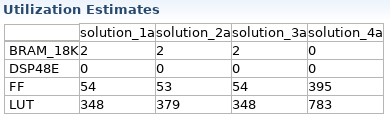 Utilization Estimates
solution_1a solution_2a solution_3a solution_4a
BRAM_18K 2 2 2 0
DSP48E 0 0 0 0
FF 54 53 54 395
LUT 348 379 348 783